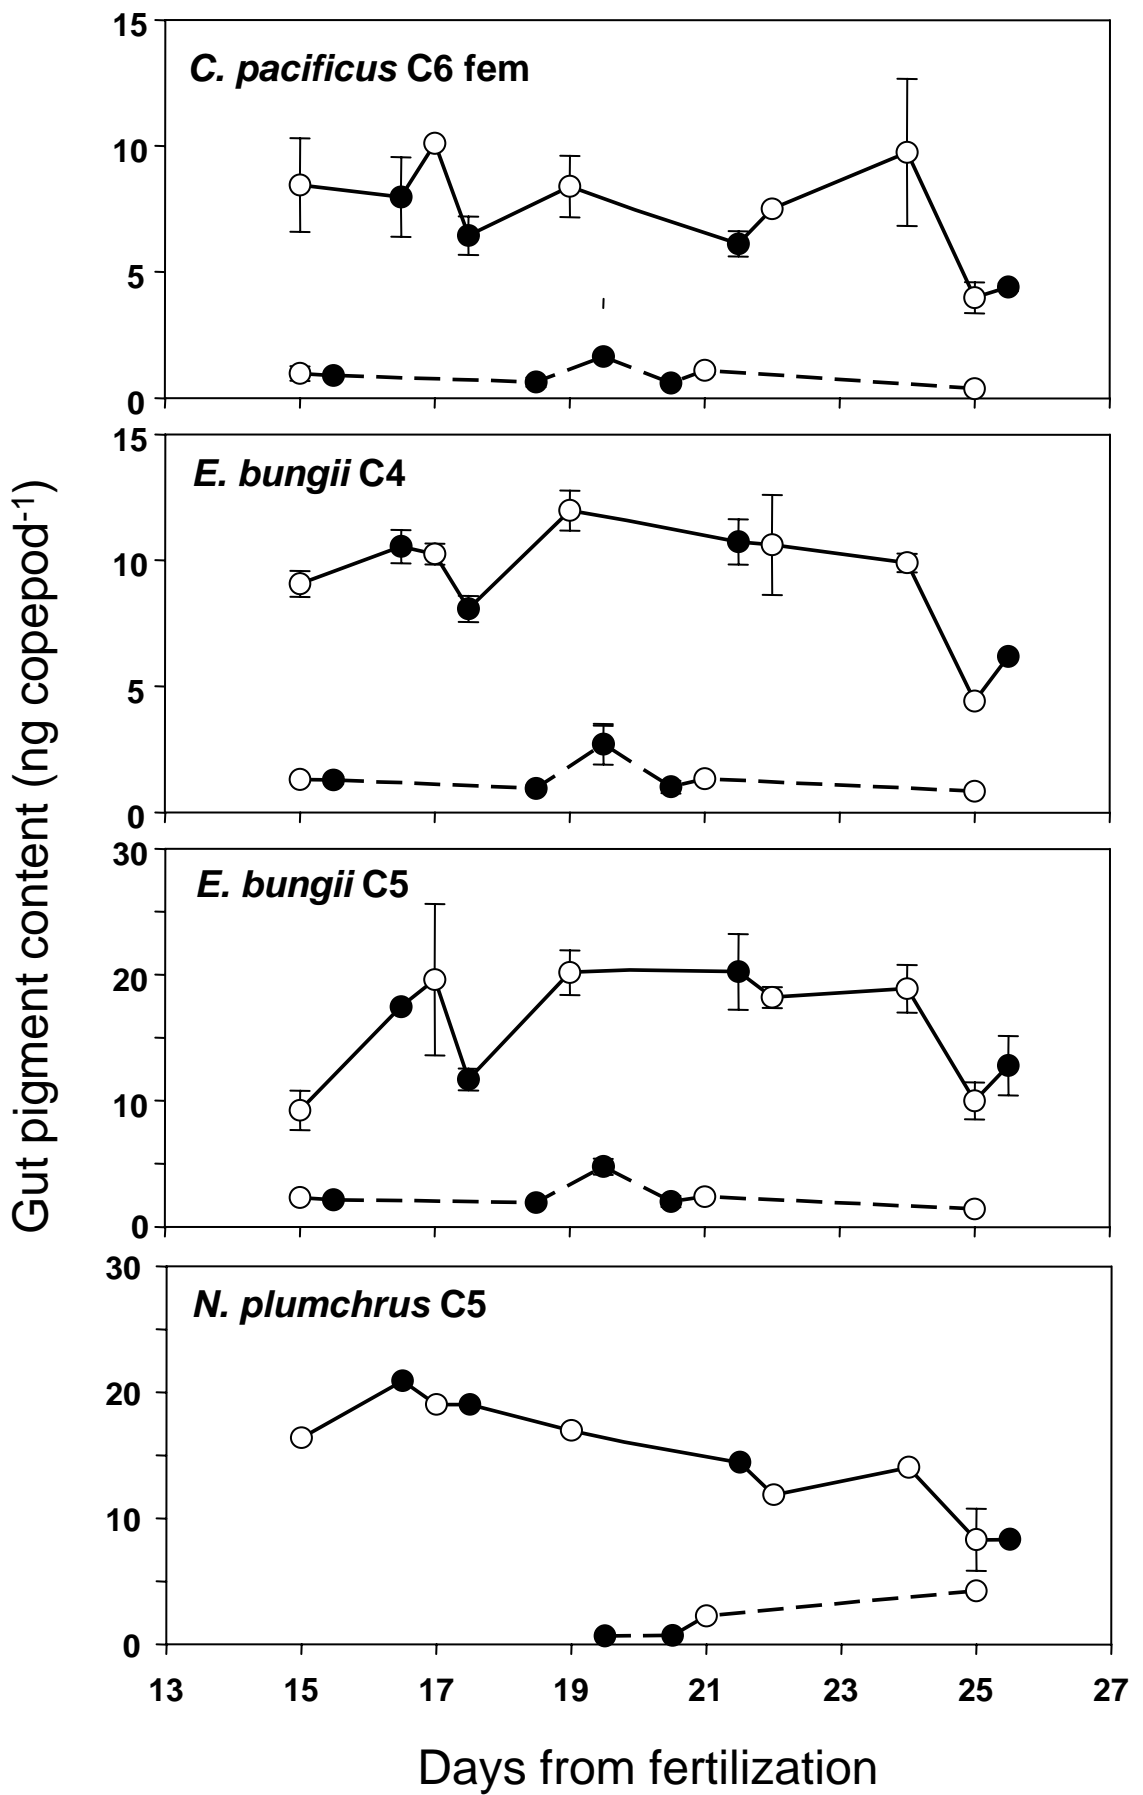 15
C. pacificus C6 fem
10
5
0
15
E. bungii C4
10
5
0
30
E. bungii C5
20
10
0
30
N. plumchrus C5
20
10
0
13 15 17 19 21 23 25 27
Days from fertilization
Gut pigment content (ng copepod-1)